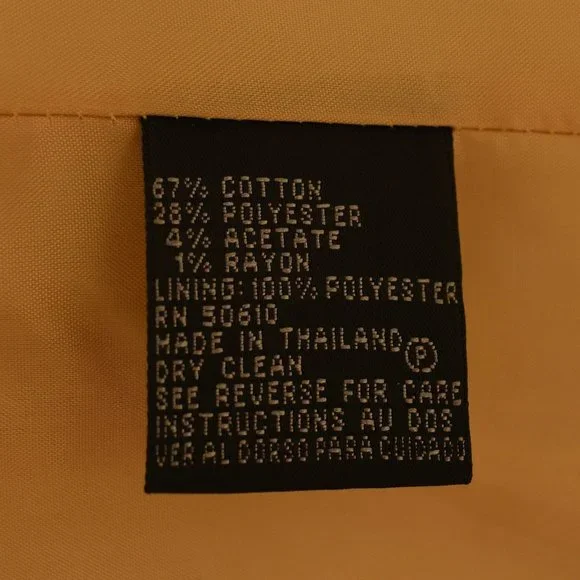 67% COTTON
28% POLYESTER
4% ACETATE
1% RAYON
LINING: 100% POLYESTER
RN 50610
MADE IN THAILAND
DRY CLEAN Ⓟ
SEE REVERSE FOR CARE
INSTRUCTIONS AU DOS
VER AL DORSO PARA CUIDADO